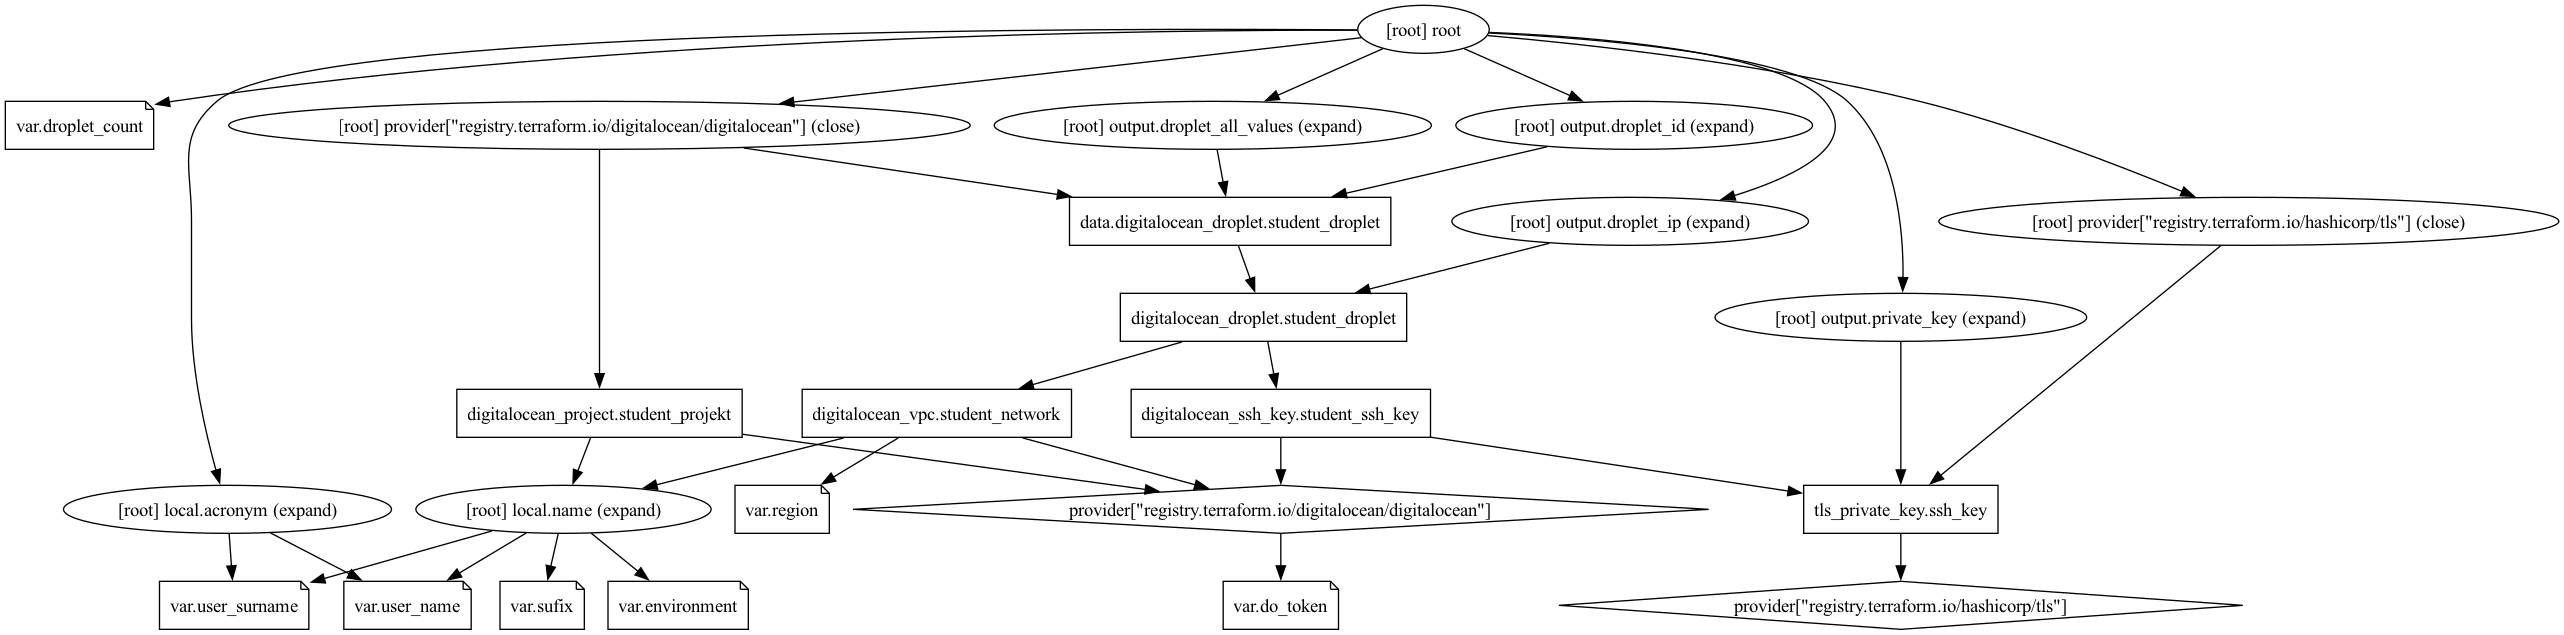 [root] root
var.droplet_count
[root] provider["registry.terraform.io/digitalocean/digitalocean"] (close)
[root] output.droplet_all_values (expand)
[root] output.droplet_id (expand)
data.digitalocean_droplet.student_droplet
[root] output.droplet_ip (expand)
[root] provider["registry.terraform.io/hashicorp/tls"] (close)
digitalocean_droplet.student_droplet
[root] output.private_key (expand)
digitalocean_project.student_projekt
digitalocean_vpc.student_network
digitalocean_ssh_key.student_ssh_key
[root] local.acronym (expand)
[root] local.name (expand)
var.region
provider["registry.terraform.io/digitalocean/digitalocean"]
tls_private_key.ssh_key
var.user_surname
var.user_name
var.sufix
var.environment
var.do_token
provider["registry.terraform.io/hashicorp/tls"]